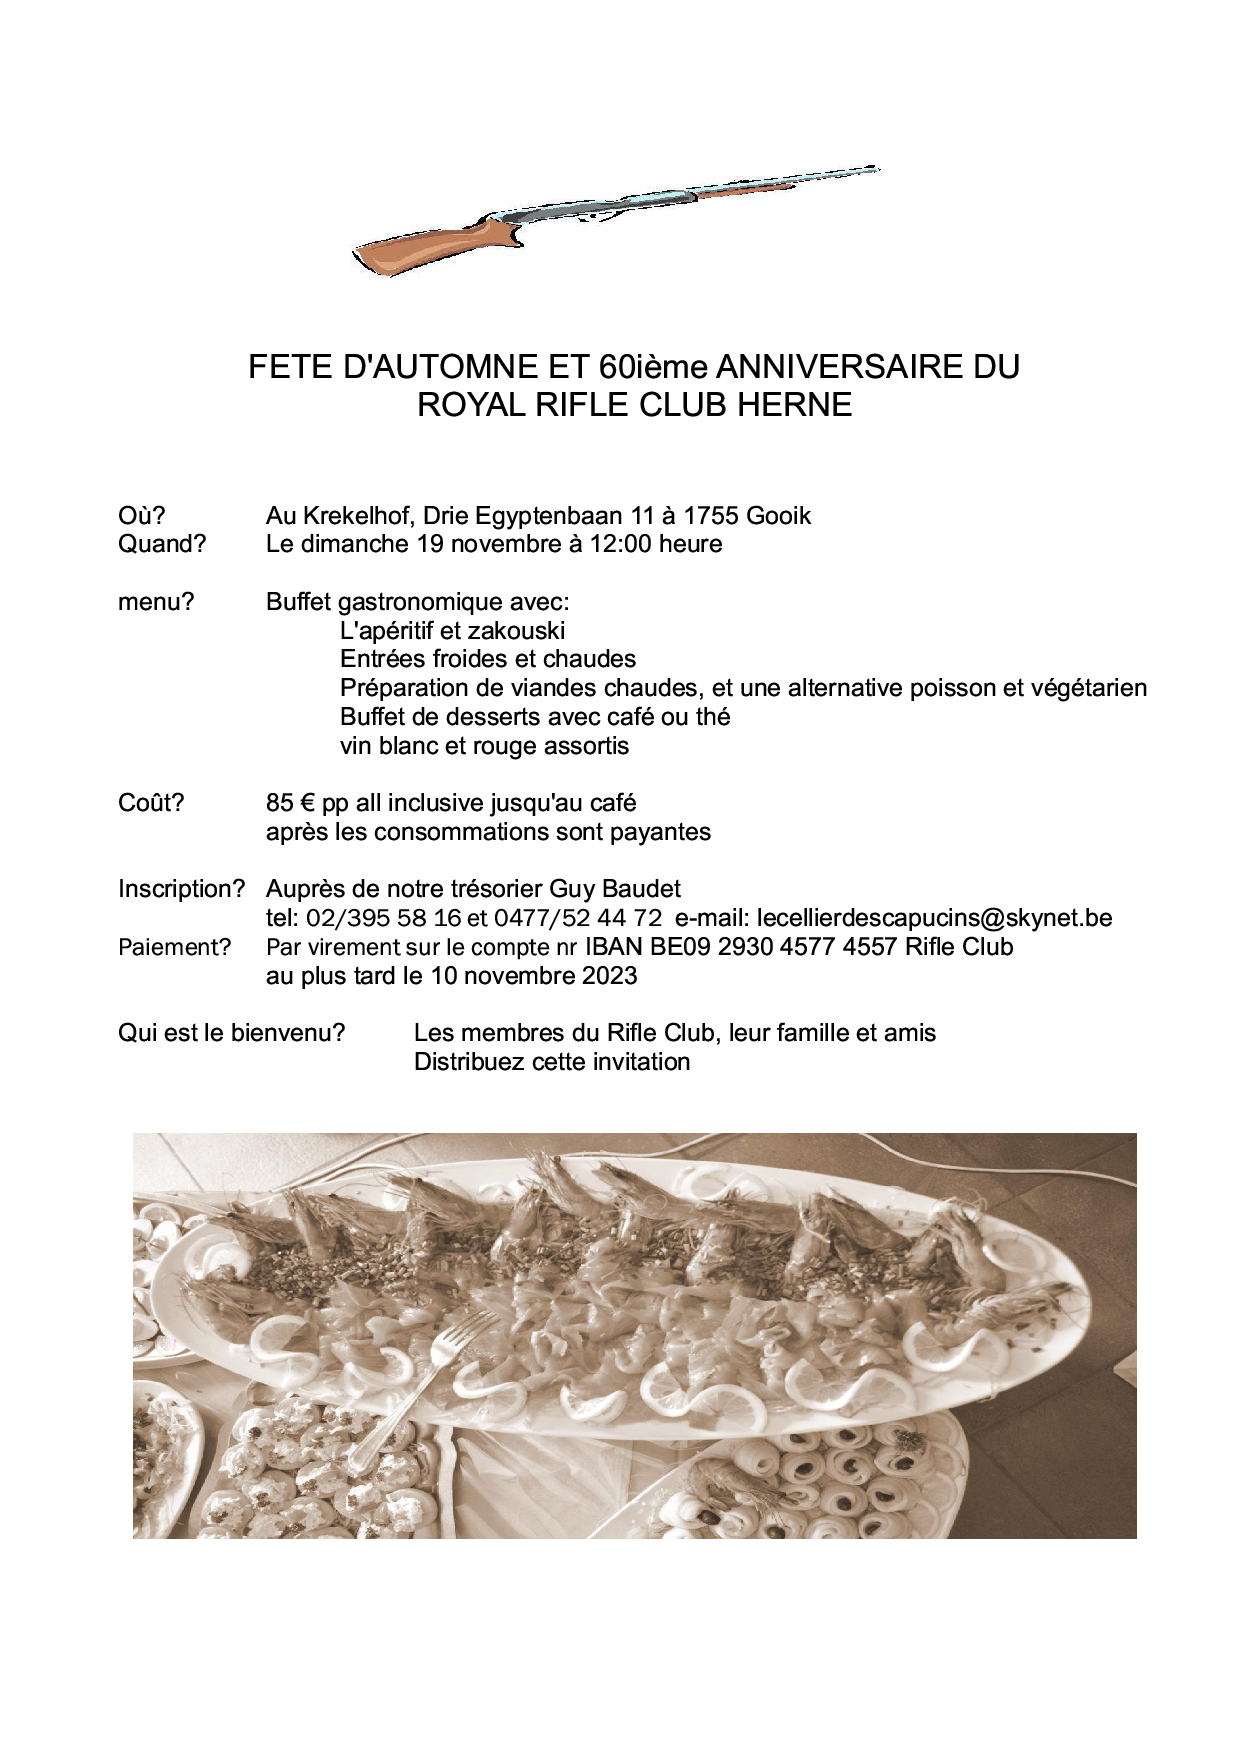 FETE D'AUTOMNE ET 60ième ANNIVERSAIRE DU
ROYAL RIFLE CLUB HERNE
Où? Au Krekelhof, Drie Egyptenbaan 11 à 1755 Gooik
Quand? Le dimanche 19 novembre à 12:00 heure
menu? Buffet gastronomique avec:
L'apéritif et zakouski
Entrées froides et chaudes
Préparation de viandes chaudes, et une alternative poisson et végétarien
Buffet de desserts avec café ou thé
vin blanc et rouge assortis
Coût? 85 € pp all inclusive jusqu'au café
après les consommations sont payantes
Inscription? Auprès de notre trésorier Guy Baudet
tel: 02/395 58 16 et 0477/52 44 72 e-mail: lecellierdescapucins@skynet.be
Paiement? Par virement sur le compte nr IBAN BE09 2930 4577 4557 Rifle Club
au plus tard le 10 novembre 2023
Qui est le bienvenu? Les membres du Rifle Club, leur famille et amis
Distribuez cette invitation